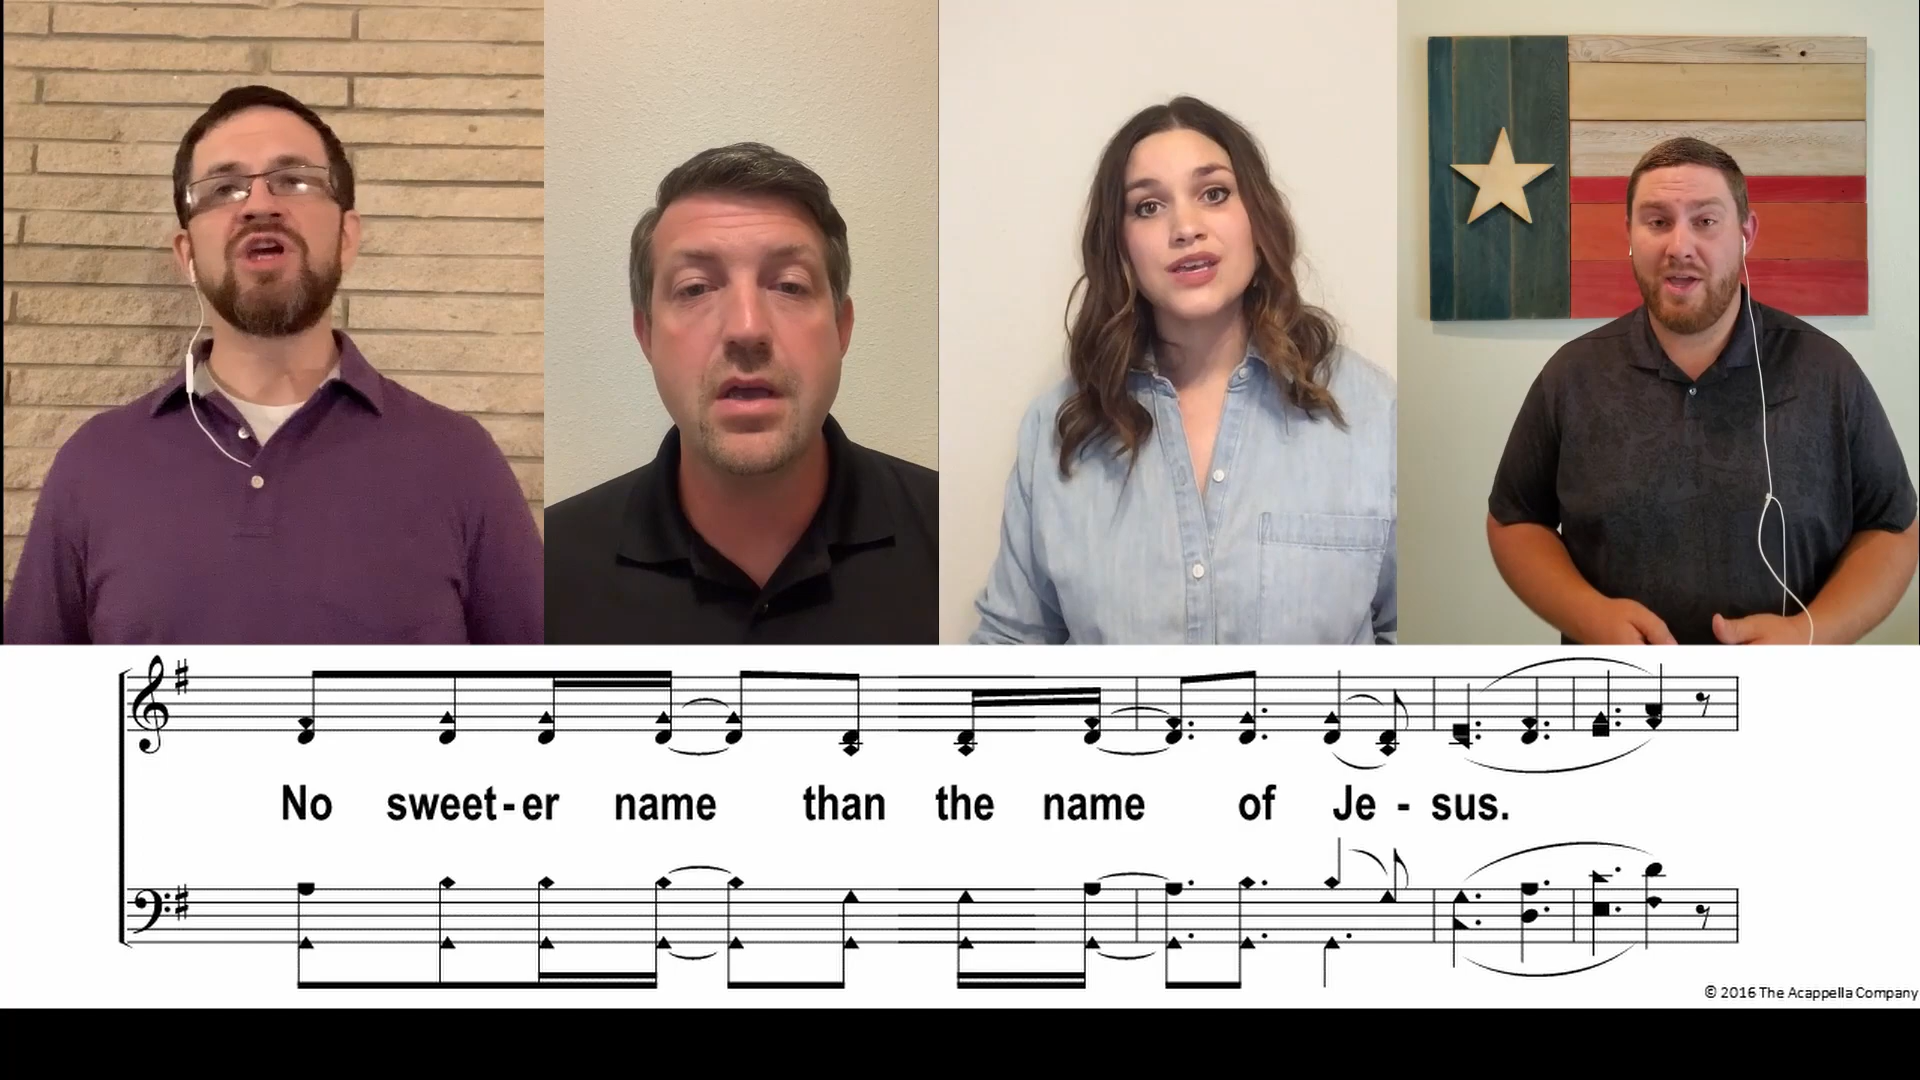 No sweet-er name than the name of Je - sus.
© 2016 The Acappella Company